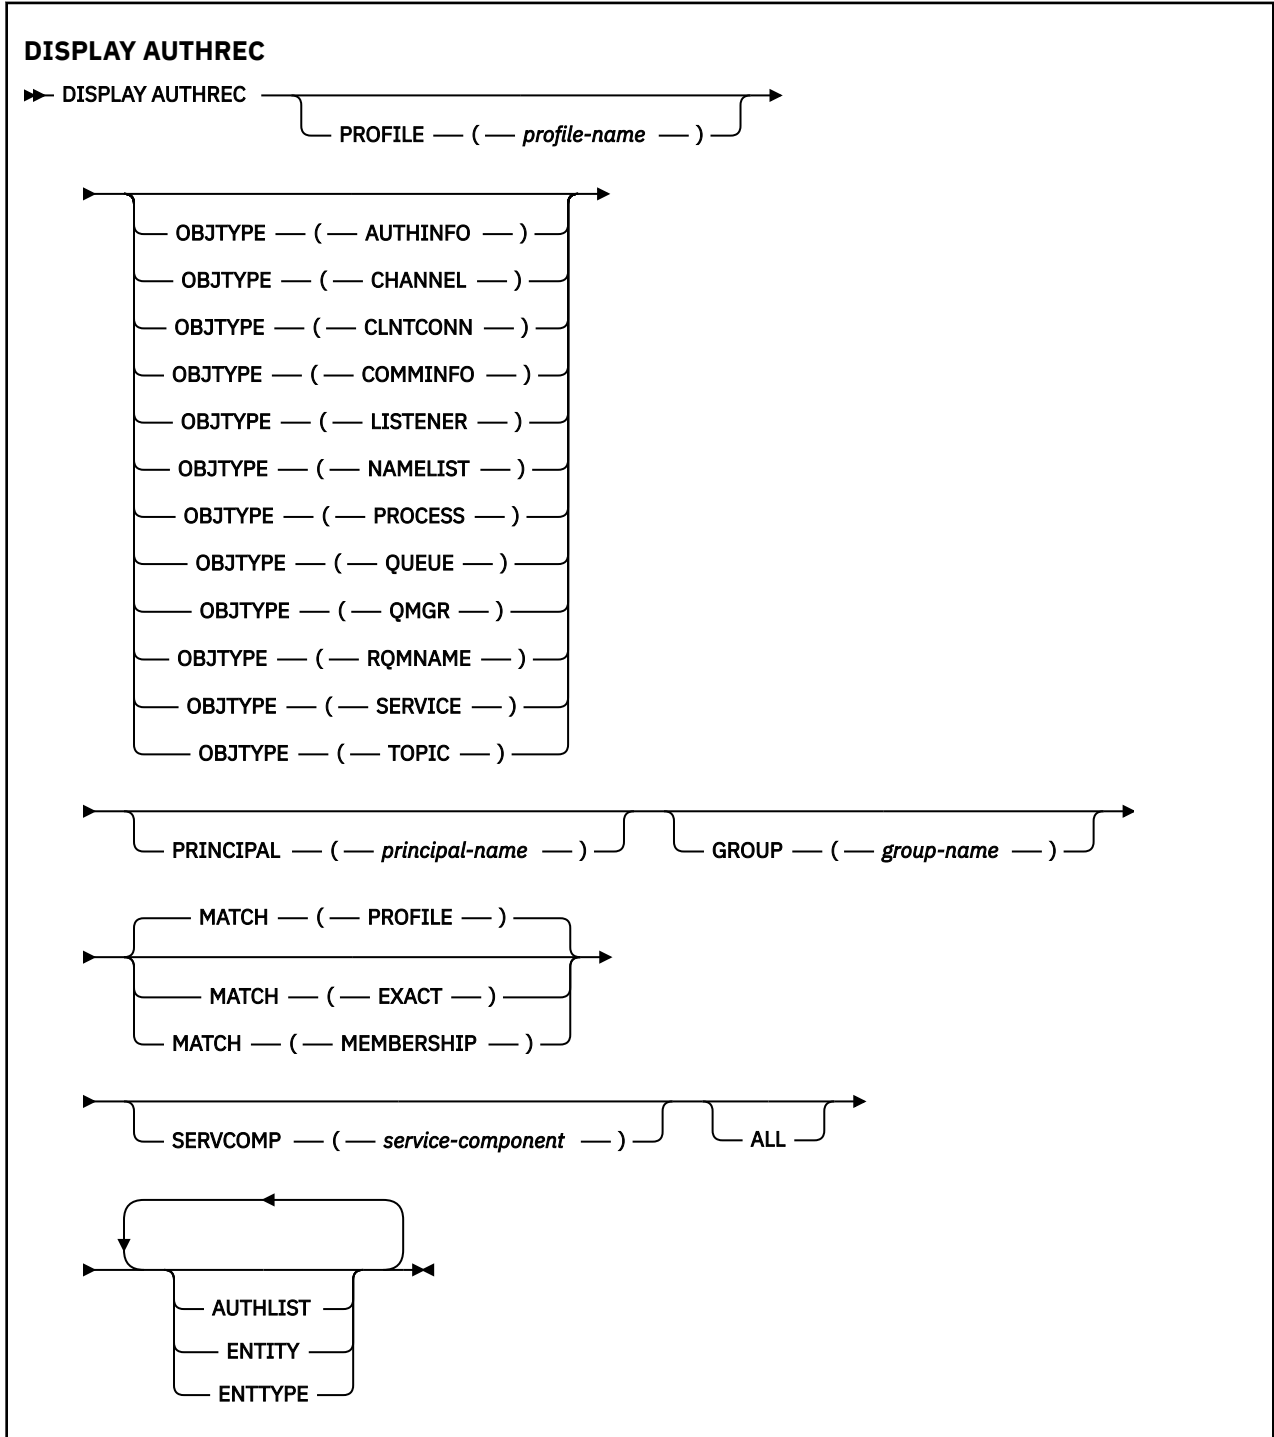 DISPLAY AUTHREC
DISPLAY AUTHREC
PROFILE ( profile-name )
OBJTYPE ( AUTHINFO )
OBJTYPE ( CHANNEL )
OBJTYPE ( CLNTCONN )
OBJTYPE ( COMMINFO )
OBJTYPE ( LISTENER )
OBJTYPE ( NAMELIST )
OBJTYPE ( PROCESS )
OBJTYPE ( QUEUE )
OBJTYPE ( QMGR )
OBJTYPE ( RQMNAME )
OBJTYPE ( SERVICE )
OBJTYPE ( TOPIC )
PRINCIPAL ( principal-name ) GROUP ( group-name )
MATCH ( PROFILE )
MATCH ( EXACT )
MATCH ( MEMBERSHIP )
SERVCOMP ( service-component ) ALL
AUTHLIST
ENTITY
ENTTYPE